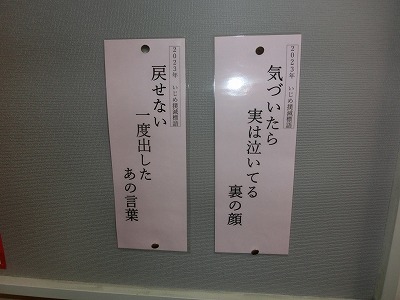 2023年 いじめ撲滅標語
気づいたら
実は泣いてる
裏の顔
2023年 いじめ撲滅標語
戻せない
一度出した
あの言葉